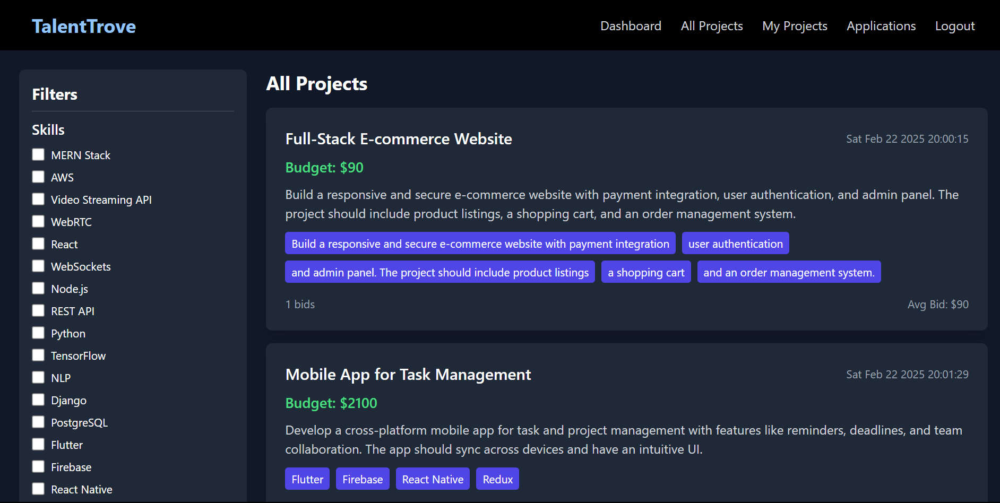 TalentTrove
Dashboard All Projects My Projects Applications Logout
Filters
Skills
MERN Stack
AWS
Video Streaming API
WebRTC
React
WebSockets
Node.js
REST API
Python
TensorFlow
NLP
Django
PostgreSQL
Flutter
Firebase
React Native
All Projects
Full-Stack E-commerce Website
Sat Feb 22 2025 20:00:15
Budget: $90
Build a responsive and secure e-commerce website with payment integration, user authentication, and admin panel. The
project should include product listings, a shopping cart, and an order management system.
Build a responsive and secure e-commerce website with payment integration user authentication
and admin panel. The project should include product listings a shopping cart and an order management system.
1 bids
Avg Bid: $90
Mobile App for Task Management
Sat Feb 22 2025 20:01:29
Budget: $2100
Develop a cross-platform mobile app for task and project management with features like reminders, deadlines, and team
collaboration. The app should sync across devices and have an intuitive UI.
Flutter Firebase React Native Redux